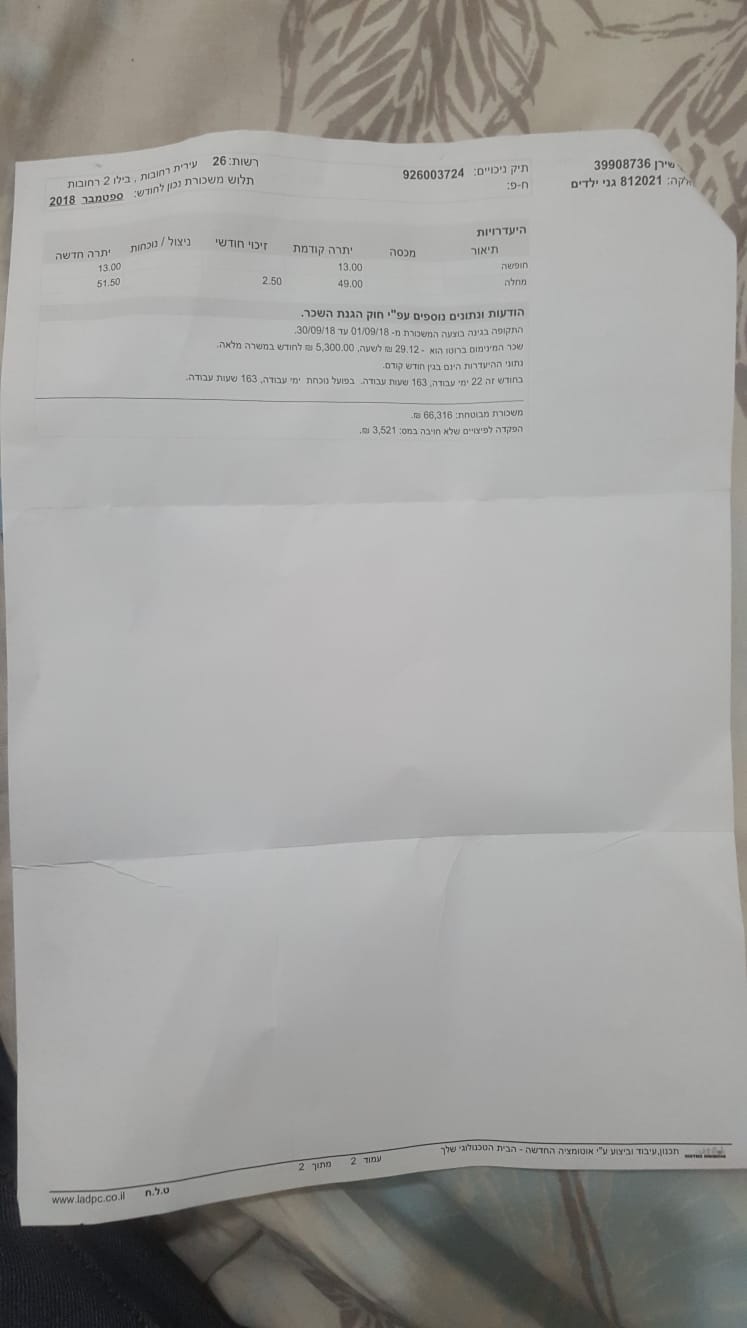 שירן 39908736
תיק ניכויים: 926003724
רשות: 26 עירית רחובות , בילו 2 רחובות
812021 גני ילדים
ח-פ:
תלוש משכורת נכון לחודש: ספטמבר 2018
היעדרויות
תיאור מכסה יתרה קודמת זיכוי חודשי ניצול / נוכחות יתרה חדשה
חופשה 13.00 13.00
מחלה 49.00 2.50 51.50
הודעות ונתונים נוספים עפ"י חוק הגנת השכר.
התקופה בגינה בוצעה המשכורת מ- 01/09/18 עד 30/09/18.
שכר המינימום ברוטו הוא - 29.12 ₪ לשעה, 5,300.00 ₪ לחודש במשרה מלאה.
נתוני ההיעדרות הינם בגין חודש קודם.
בחודש זה 22 ימי עבודה, 163 שעות עבודה. בפועל נוכחת ימי עבודה, 163 שעות עבודה.
משכורת מבוטחת: 66,316 ₪.
הפקדה לפיצויים שלא חויבה במס: 3,521 ₪.
תכנון,עיבוד וביצוע ע"י אוטומציה החדשה - הבית הטכנולוגי שלך
עמוד 2 מתוך 2
ט.ל.ח
www.ladpc.co.il